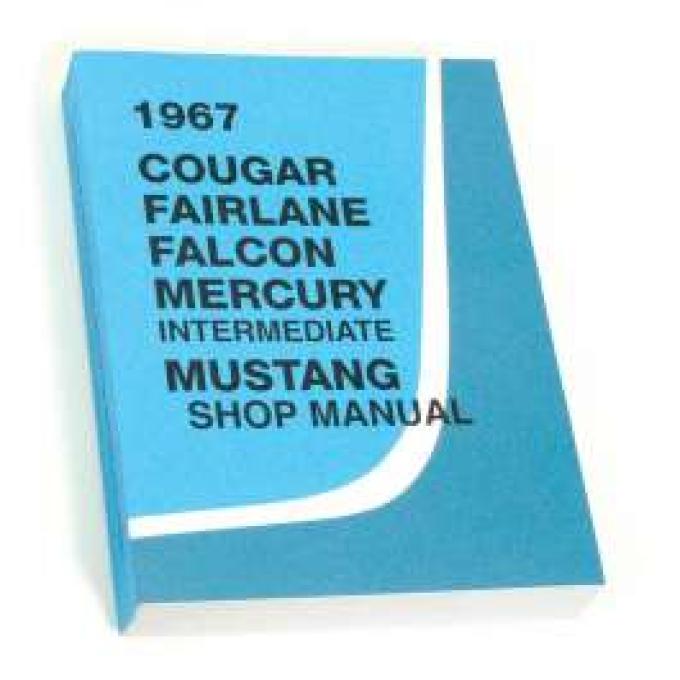 1967
COUGAR
FAIRLANE
FALCON
MERCURY
INTERMEDIATE
MUSTANG
SHOP MANUAL